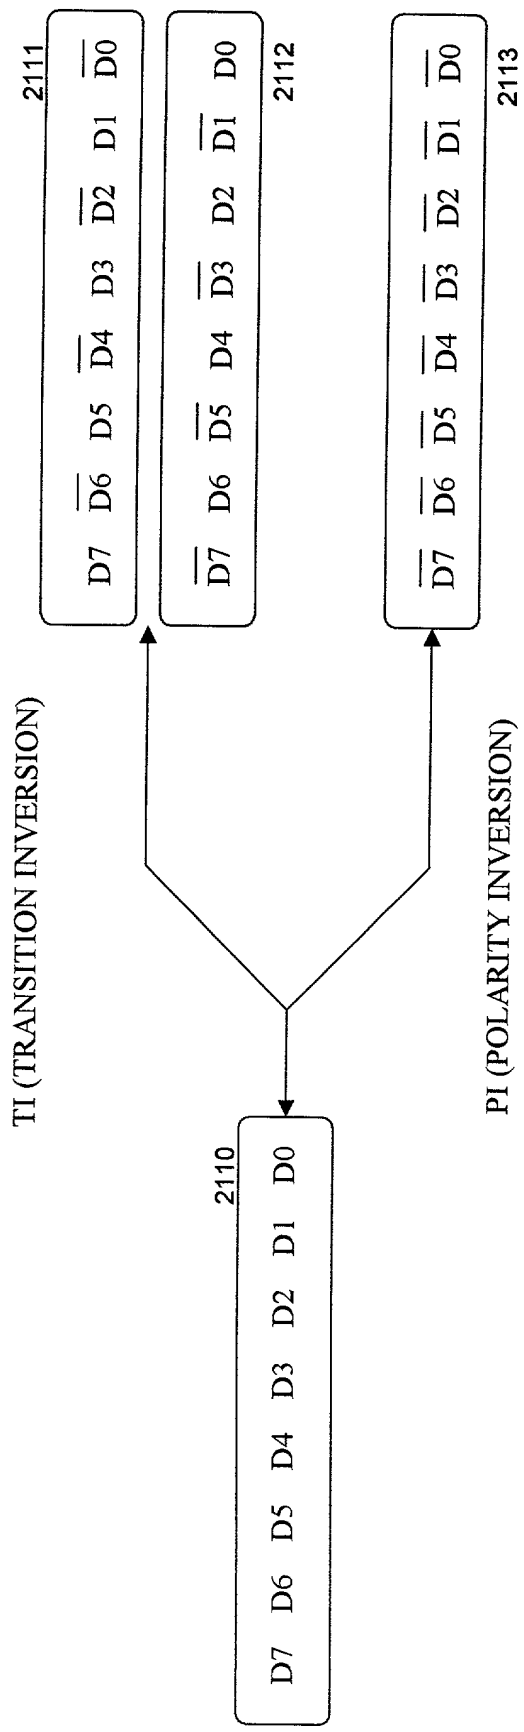 TI (TRANSITION INVERSION)
2111
D7 D̅6̅ D5 D̅4̅ D3 D̅2̅ D1 D̅0̅
D̅7̅ D6 D̅5̅ D4 D̅3̅ D2 D̅1̅ D0
2112
2110
D7 D6 D5 D4 D3 D2 D1 D0
D̅7̅ D̅6̅ D̅5̅ D̅4̅ D̅3̅ D̅2̅ D̅1̅ D̅0̅
2113
PI (POLARITY INVERSION)